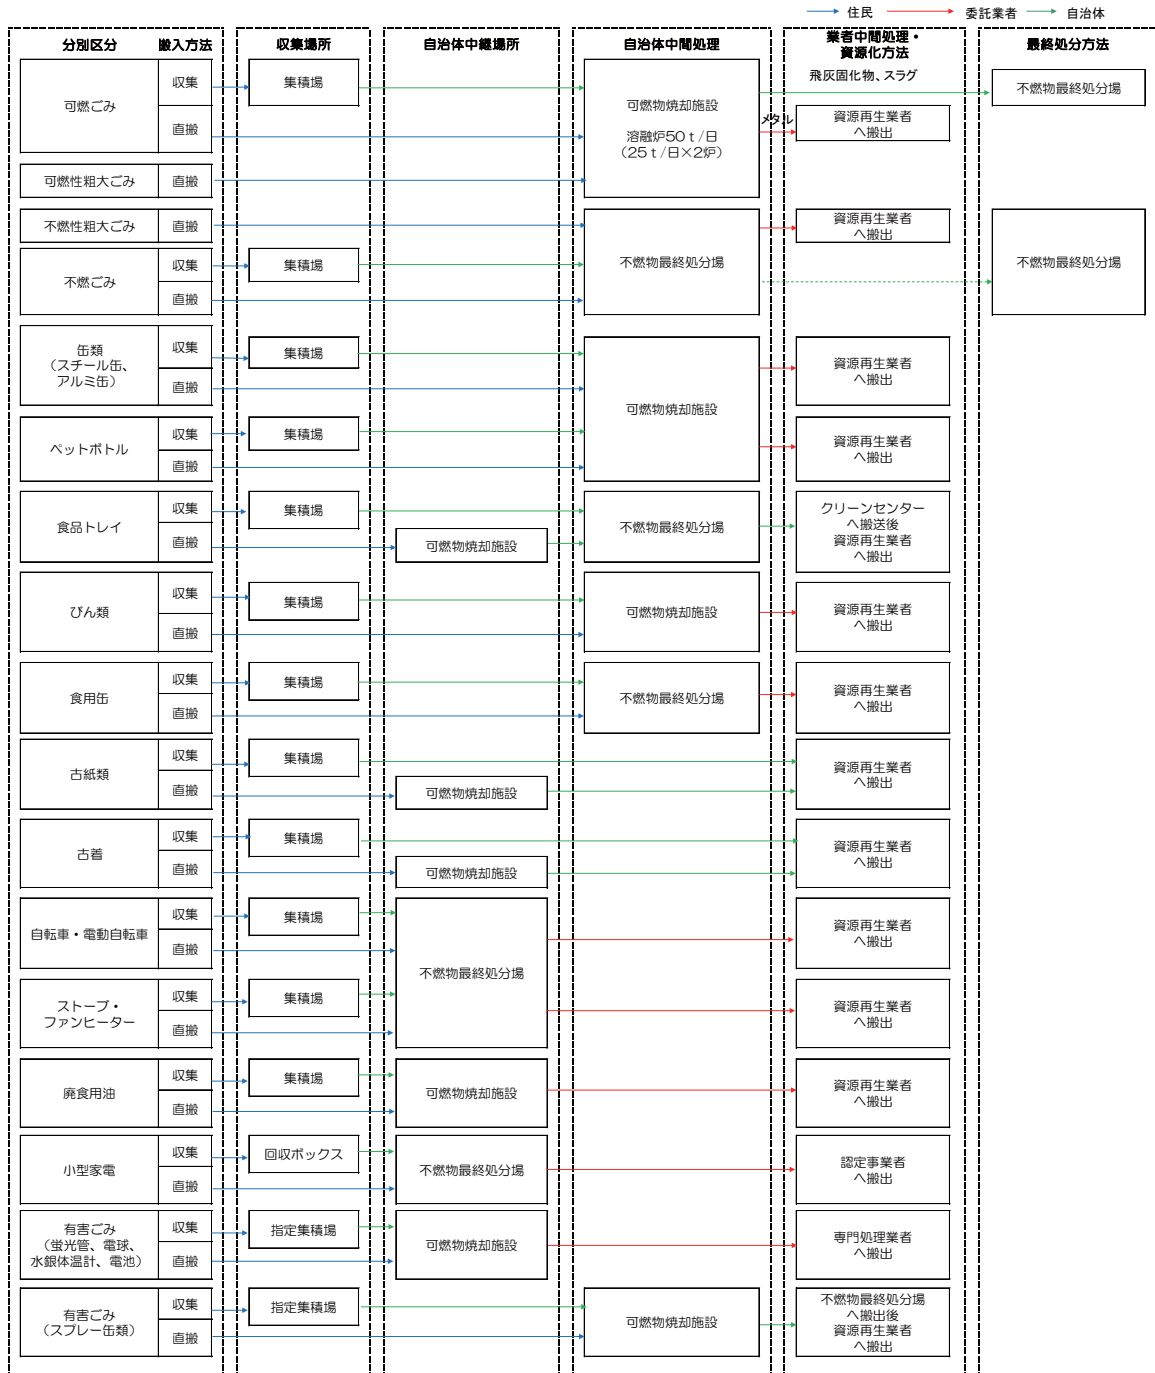 住民
委託業者
自治体
分別区分
搬入方法
収集場所
自治体中継場所
自治体中間処理
業者中間処理・
資源化方法
最終処分方法
可燃ごみ
収集
直搬
集積場
可燃物焼却施設
溶融炉50t/日
（25t/日×2炉）
飛灰固化物、スラグ
メタル
資源再生業者
へ搬出
不燃物最終処分場
可燃性粗大ごみ
直搬
不燃性粗大ごみ
直搬
不燃物最終処分場
資源再生業者
へ搬出
不燃物最終処分場
不燃ごみ
収集
直搬
集積場
缶類
（スチール缶、
アルミ缶）
収集
直搬
集積場
可燃物焼却施設
資源再生業者
へ搬出
ペットボトル
収集
直搬
集積場
資源再生業者
へ搬出
食品トレイ
収集
直搬
集積場
可燃物焼却施設
不燃物最終処分場
クリーンセンター
へ搬送後
資源再生業者
へ搬出
びん類
収集
直搬
集積場
可燃物焼却施設
資源再生業者
へ搬出
食用缶
収集
直搬
集積場
不燃物最終処分場
資源再生業者
へ搬出
古紙類
収集
直搬
集積場
可燃物焼却施設
資源再生業者
へ搬出
古着
収集
直搬
集積場
可燃物焼却施設
資源再生業者
へ搬出
自転車・電動自転車
収集
直搬
集積場
不燃物最終処分場
資源再生業者
へ搬出
ストーブ・
ファンヒーター
収集
直搬
集積場
資源再生業者
へ搬出
廃食用油
収集
直搬
集積場
可燃物焼却施設
資源再生業者
へ搬出
小型家電
収集
直搬
回収ボックス
不燃物最終処分場
認定事業者
へ搬出
有害ごみ
（蛍光管、電球、
水銀体温計、電池）
収集
直搬
指定集積場
可燃物焼却施設
専門処理業者
へ搬出
有害ごみ
（スプレー缶類）
収集
直搬
指定集積場
可燃物焼却施設
不燃物最終処分場
へ搬出後
資源再生業者
へ搬出